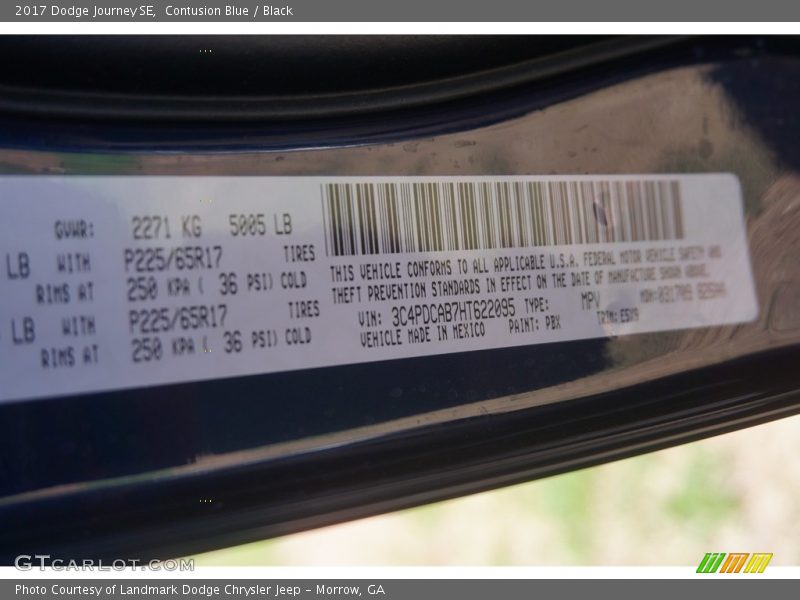 2017 Dodge Journey SE, Contusion Blue / Black
GVWR: 2271 KG 5005 LB
LB WITH P225/65R17 TIRES
RIMS AT 250 KPA ( 36 PSI) COLD
LB WITH P225/65R17 TIRES
RIMS AT 250 KPA ( 36 PSI) COLD
THIS VEHICLE CONFORMS TO ALL APPLICABLE U.S.A. FEDERAL MOTOR VEHICLE SAFETY AND
THEFT PREVENTION STANDARDS IN EFFECT ON THE DATE OF MANUFACTURE SHOWN ABOVE.
VIN: 3C4PDCAB7HT622095 TYPE: MPV
VEHICLE MADE IN MEXICO PAINT: PBX
GTCARLOT.COM
Photo Courtesy of Landmark Dodge Chrysler Jeep - Morrow, GA